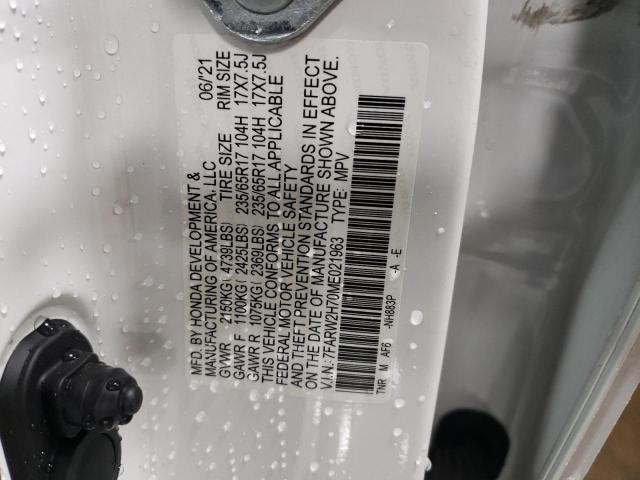 MFD. BY HONDA DEVELOPMENT &
MANUFACTURING OF AMERICA, LLC 06/21
GVWR 2150KG( 4739LBS) TIRE SIZE RIM SIZE
GAWR F 1100KG( 2425LBS) 235/65R17 104H 17X7.5J
GAWR R 1075KG( 2369LBS) 235/65R17 104H 17X7.5J
THIS VEHICLE CONFORMS TO ALL APPLICABLE
FEDERAL MOTOR VEHICLE SAFETY
AND THEFT PREVENTION STANDARDS IN EFFECT
ON THE DATE OF MANUFACTURE SHOWN ABOVE.
V.I.N.: 7FARW2H70ME021963 TYPE: MPV
TNR M AF6 -NH883P -A -E